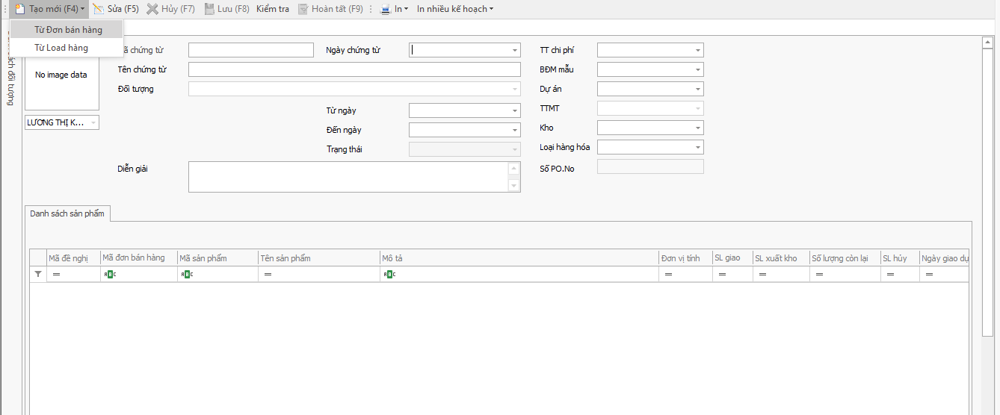 Tạo mới (F4) Sửa (F5) Hủy (F7) Lưu (F8) Kiểm tra Hoàn tất (F9) In In nhiều kế hoạch
Từ Đơn bán hàng
Từ Load hàng
sách đối tượng
chứng từ Ngày chứng từ TT chi phí
No image data Tên chứng từ BĐM mẫu
Đối tượng Dự án
Từ ngày TTMT
LƯƠNG THỊ K... Đến ngày Kho
Trạng thái Loại hàng hóa
Diễn giải Số PO.No
Danh sách sản phẩm
Mã đề nghị Mã đơn bán hàng Mã sản phẩm Tên sản phẩm Mô tả Đơn vị tính SL giao SL xuất kho Số lượng còn lại SL hủy Ngày giao dự
= ABC ABC = ABC = = = = = =